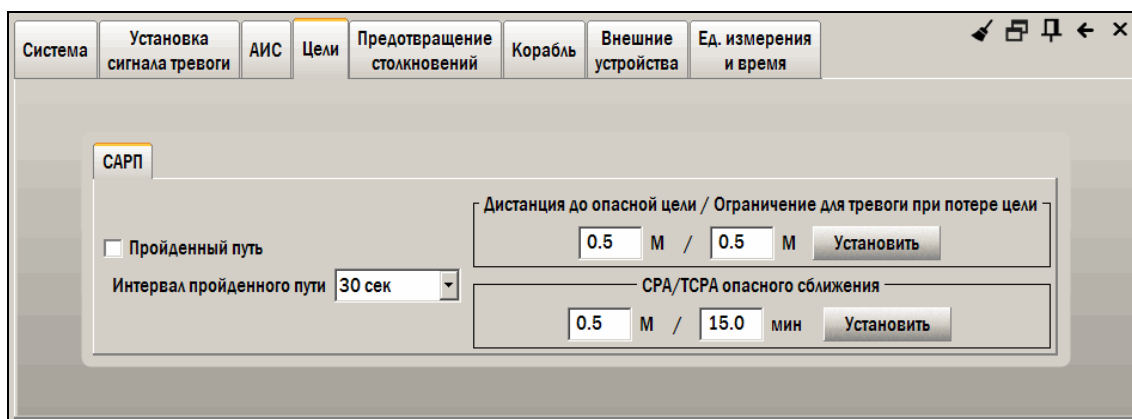 Система
Установка
сигнала тревоги
АИС
Цели
Предотвращение
столкновений
Корабль
Внешние
устройства
Ед. измерения
и время
САРП
Дистанция до опасной цели / Ограничение для тревоги при потере цели
Пройденный путь
0.5 М / 0.5 М Установить
Интервал пройденного пути 30 сек
CPA/TCPA опасного сближения
0.5 М / 15.0 мин Установить